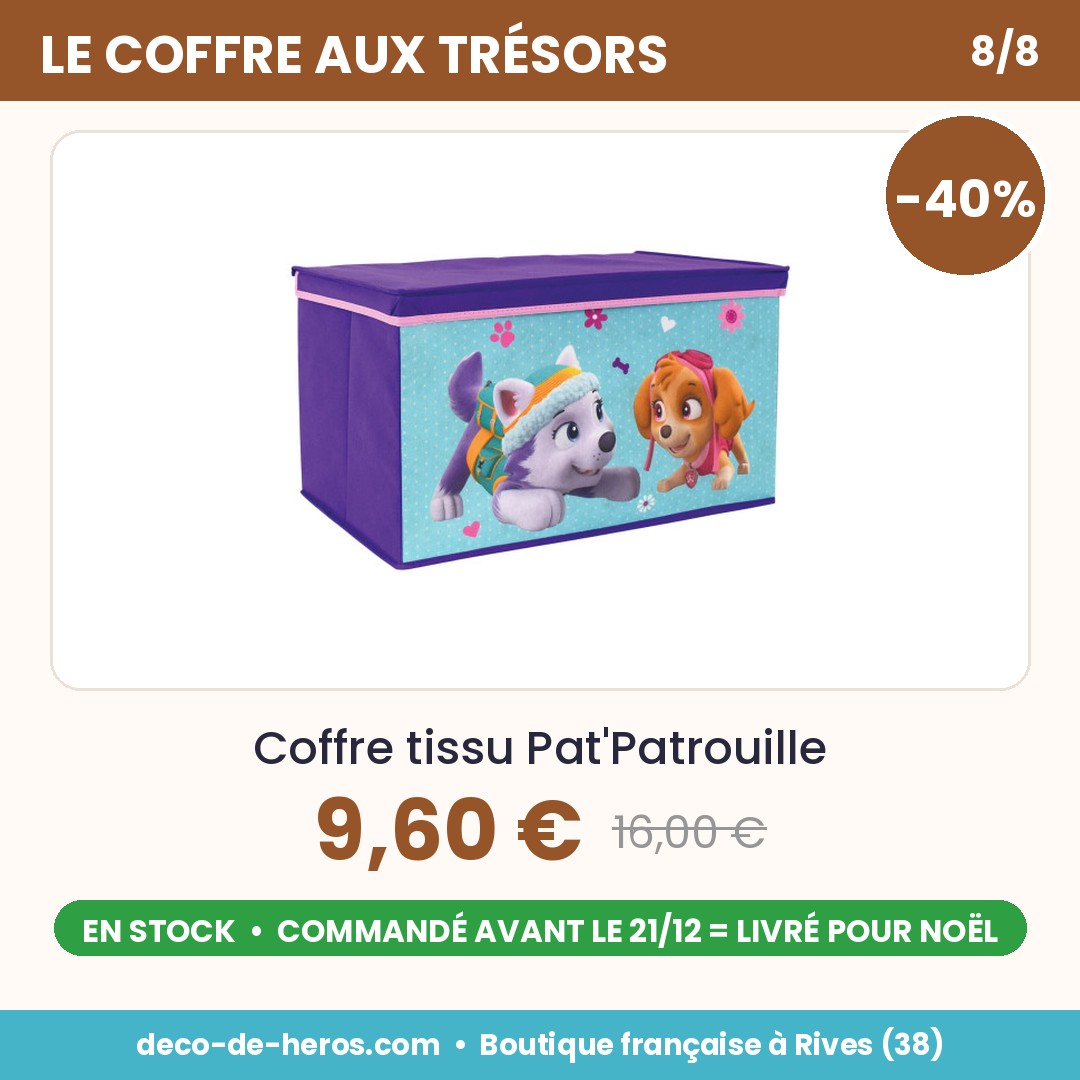 LE COFFRE AUX TRÉSORS
8/8
-40%
Coffre tissu Pat'Patrouille
9,60 € 16,00 €
EN STOCK • COMMANDÉ AVANT LE 21/12 = LIVRÉ POUR NOËL
deco-de-heros.com • Boutique française à Rives (38)